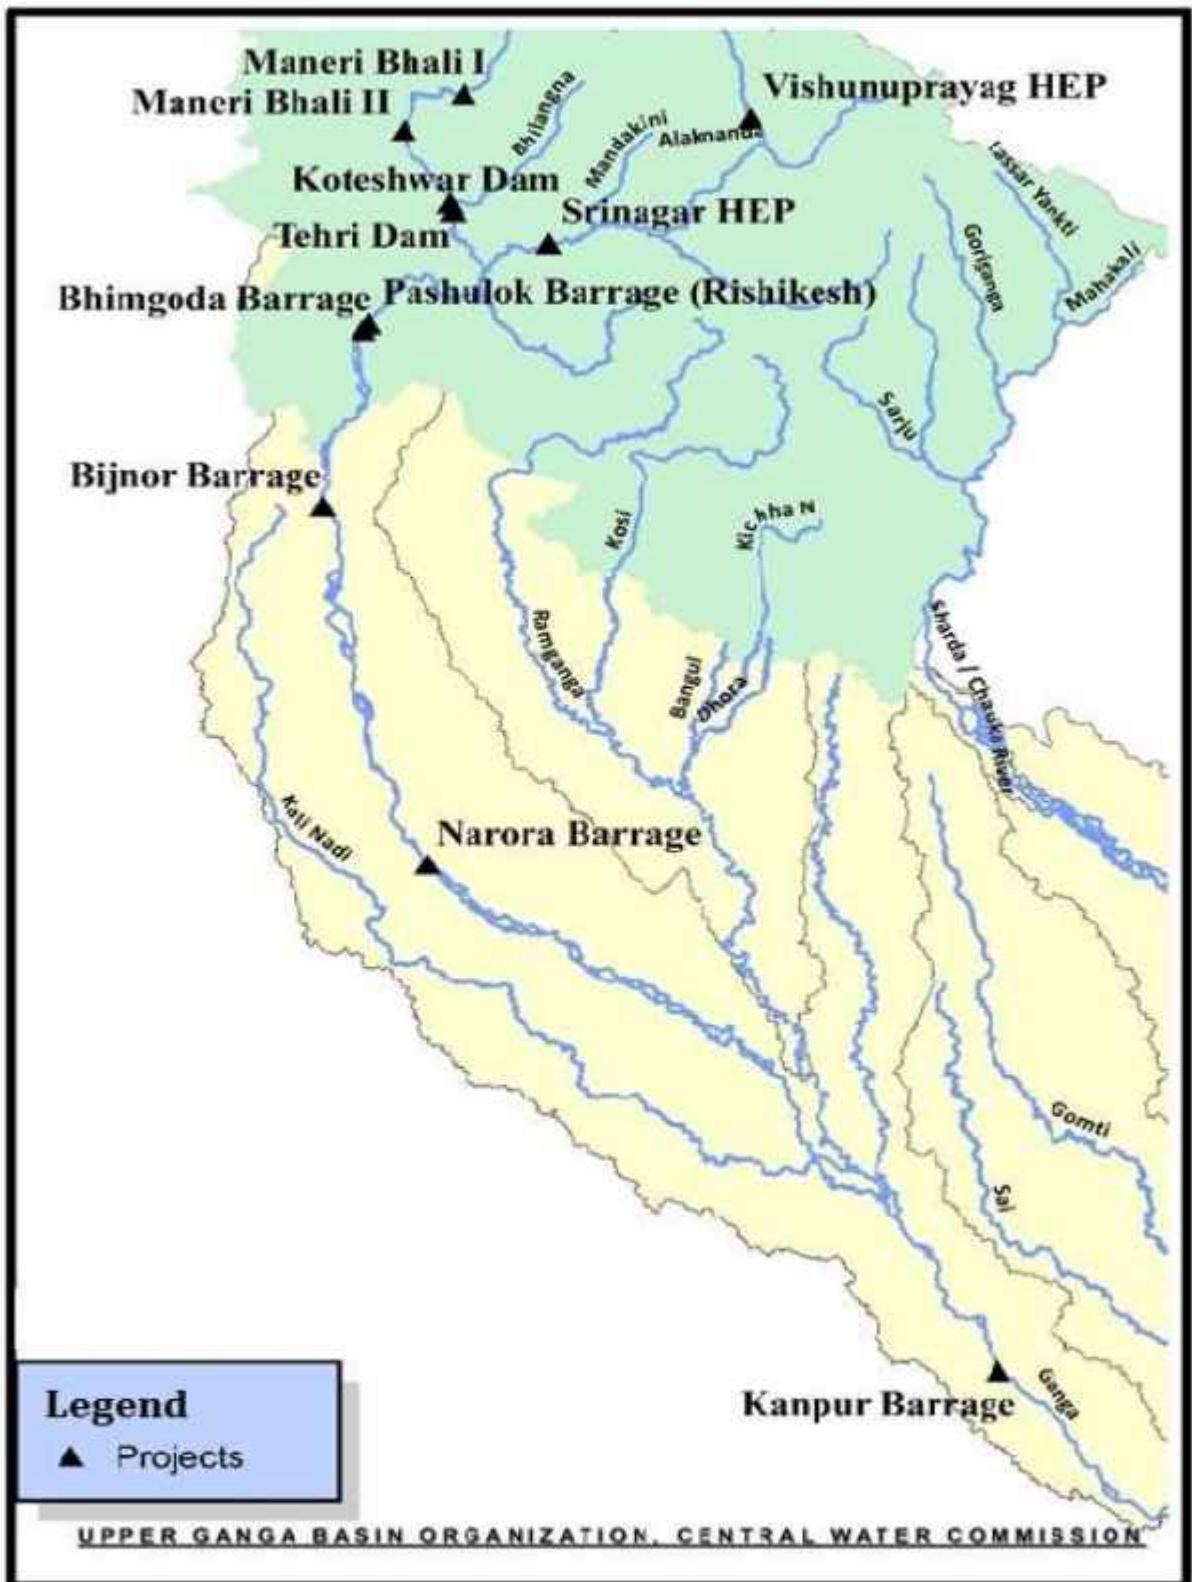 Maneri Bhali I
Maneri Bhali II
Vishunuprayag HEP
Bhilangna
Mandakini
Alaknanda
Koteshwar Dam
Srinagar HEP
Tehri Dam
Lassar Yankti
Goriganga
Mahakali
Bhimgoda Barrage
Pashulok Barrage (Rishikesh)
Sarju
Bijnor Barrage
Kosi
Kichha N
Ramganga
Bangul
Dhora
Sharda / Chauka River
Kali Nadi
Narora Barrage
Gomti
Sai
Kanpur Barrage
Ganga
Legend
Projects
UPPER GANGA BASIN ORGANIZATION, CENTRAL WATER COMMISSION